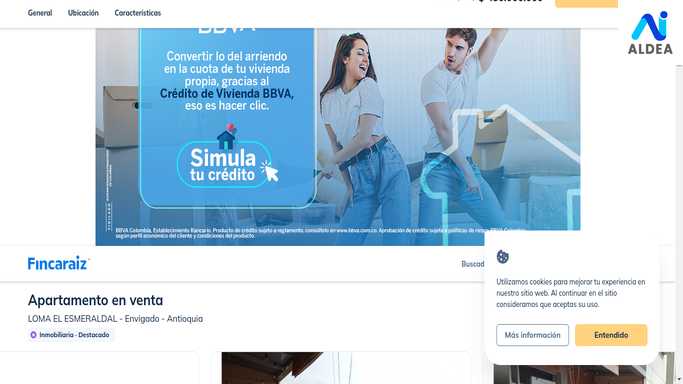 General Ubicación Características
ALDEA
BBVA
Convertir lo del arriendo
en la cuota de tu vivienda
propia, gracias al
Crédito de Vivienda BBVA,
eso es hacer clic.
Simula
tu crédito
BBVA Colombia, Establecimiento Bancario. Producto de crédito sujeto a reglamento, consúltelo en www.bbva.com.co. Aprobación de crédito sujeta a políticas de riesgo BBVA Colombia
según perfil económico del cliente y condiciones del producto.
Fincaraiz
Buscad
Apartamento en venta
LOMA EL ESMERALDAL - Envigado - Antioquia
Inmobiliaria - Destacado
Utilizamos cookies para mejorar tu experiencia en
nuestro sitio web. Al continuar en el sitio
consideramos que aceptas su uso.
Más información Entendido